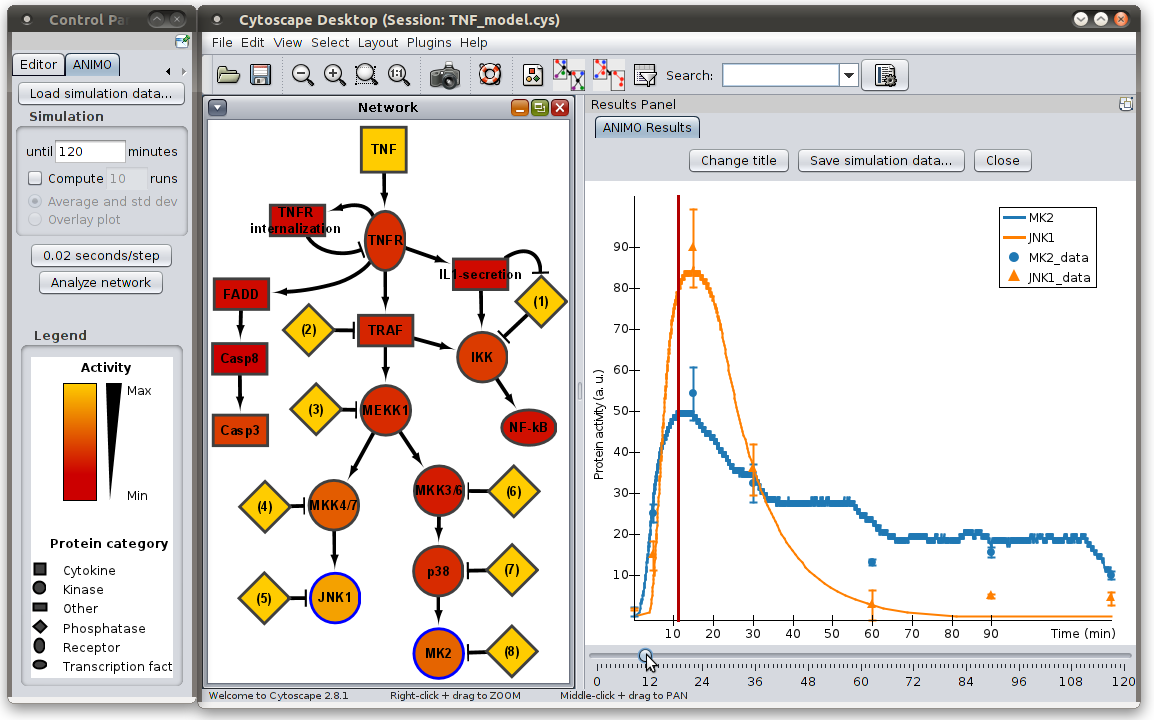 Control Pa
Cytoscape Desktop (Session: TNF_model.cys)
File Edit View Select Layout Plugins Help
Search:
Editor ANIMO
Load simulation data...
Simulation
until 120 minutes
Compute 10 runs
Average and std dev
Overlay plot
0.02 seconds/step
Analyze network
Legend
Activity
Max
Min
Protein category
Cytokine
Kinase
Other
Phosphatase
Receptor
Transcription fact
Network
TNF
TNFR
internalization
TNFR
IL1-secretion
FADD
(1)
(2)
TRAF
IKK
Casp8
(3)
MEKK1
Casp3
NF-kB
(4)
MKK4/7
MKK3/6
(6)
(5)
JNK1
p38
(7)
MK2
(8)
Welcome to Cytoscape 2.8.1 Right-click + drag to ZOOM Middle-click + drag to PAN
Results Panel
ANIMO Results
Change title Save simulation data... Close
MK2
JNK1
MK2_data
JNK1_data
Protein activity (a. u.)
90
80
70
60
50
40
30
20
10
10 20 30 40 50 60 70 80 90 Time (min)
0 12 24 36 48 60 72 84 96 108 120